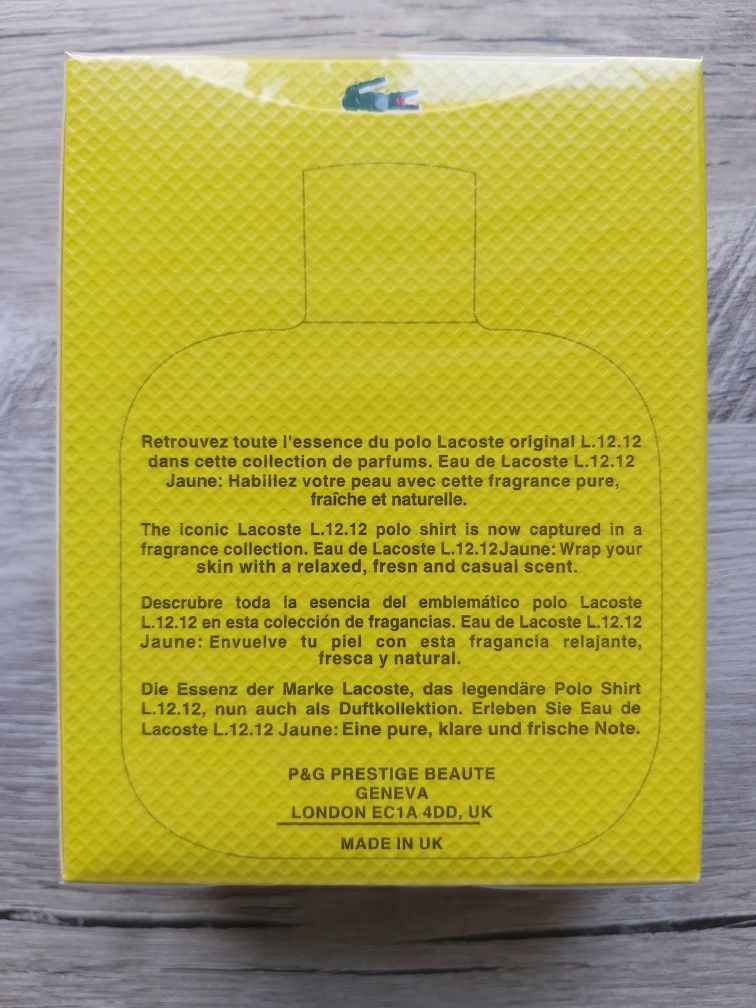 Retrouvez toute l'essence du polo Lacoste original L.12.12
dans cette collection de parfums. Eau de Lacoste L.12.12
Jaune: Habillez votre peau avec cette fragrance pure,
fraîche et naturelle.
The iconic Lacoste L.12.12 polo shirt is now captured in a
fragrance collection. Eau de Lacoste L.12.12Jaune: Wrap your
skin with a relaxed, fresn and casual scent.
Descrubre toda la esencia del emblemático polo Lacoste
L.12.12 en esta colección de fragancias. Eau de Lacoste L.12.12
Jaune: Envuelve tu piel con esta fragancia relajante,
fresca y natural.
Die Essenz der Marke Lacoste, das legendäre Polo Shirt
L.12.12, nun auch als Duftkollektion. Erleben Sie Eau de
Lacoste L.12.12 Jaune: Eine pure, klare und frische Note.
P&G PRESTIGE BEAUTE
GENEVA
LONDON EC1A 4DD, UK
MADE IN UK